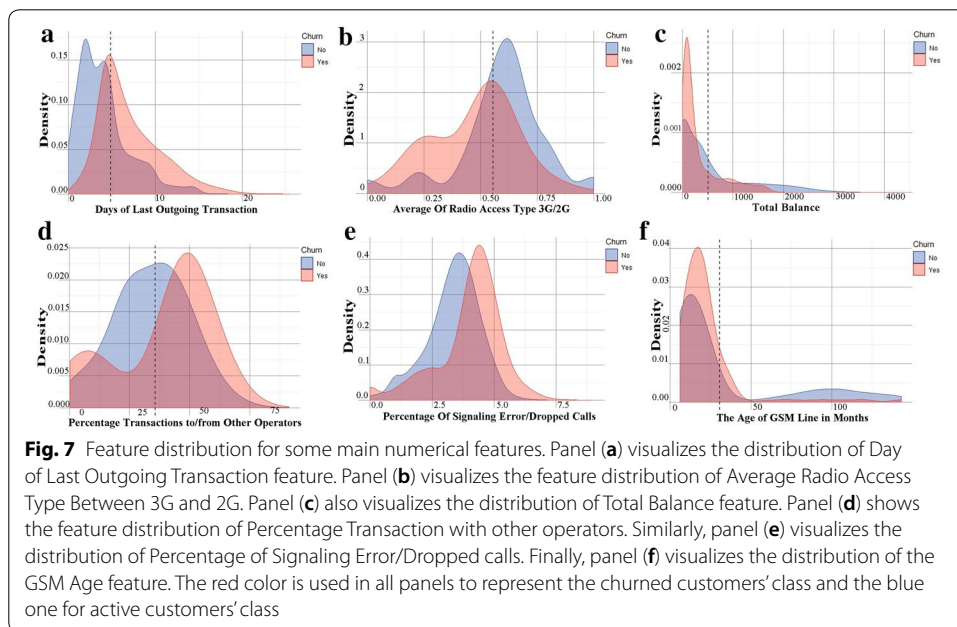 a
Churn
No
Yes
0.15
0.10
0.05
0.00
Density
0
10
20
Days of Last Outgoing Transaction
b
Churn
No
Yes
3
2
1
0
Density
0.00
0.25
0.50
0.75
1.00
Average Of Radio Access Type 3G/2G
c
Churn
No
Yes
0.002
0.001
0.000
Density
0
1000
2000
3000
4000
Total Balance
d
Churn
No
Yes
0.025
0.020
0.015
0.010
0.005
0.000
Density
0
25
50
75
Percentage Transactions to/from Other Operators
e
Churn
No
Yes
0.4
0.3
0.2
0.1
Density
0.0
2.5
5.0
7.5
Percentage Of Signaling Error/Dropped Calls
f
Churn
No
Yes
0.04
0.03
0.02
0.01
0.00
Density
0
50
100
The Age of GSM Line in Months
Fig. 7 Feature distribution for some main numerical features. Panel (a) visualizes the distribution of Day
of Last Outgoing Transaction feature. Panel (b) visualizes the feature distribution of Average Radio Access
Type Between 3G and 2G. Panel (c) also visualizes the distribution of Total Balance feature. Panel (d) shows
the feature distribution of Percentage Transaction with other operators. Similarly, panel (e) visualizes the
distribution of Percentage of Signaling Error/Dropped calls. Finally, panel (f) visualizes the distribution of the
GSM Age feature. The red color is used in all panels to represent the churned customers' class and the blue
one for active customers' class